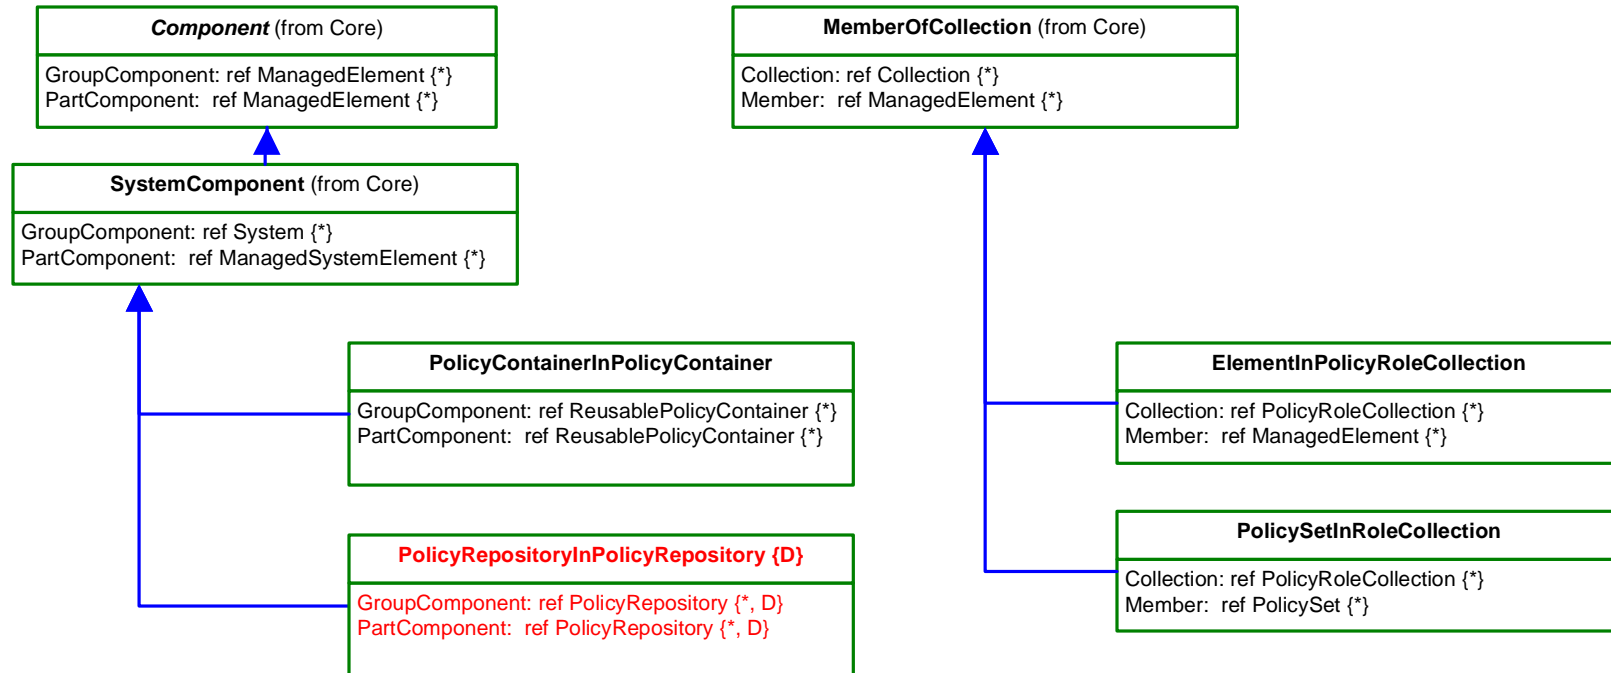 Component (from Core)
GroupComponent: ref ManagedElement {*}
PartComponent:  ref ManagedElement {*}
SystemComponent (from Core)
GroupComponent: ref System {*}
PartComponent:  ref ManagedSystemElement {*}
PolicyContainerInPolicyContainer
GroupComponent: ref ReusablePolicyContainer {*}
PartComponent:  ref ReusablePolicyContainer {*}
PolicyRepositoryInPolicyRepository {D}
GroupComponent: ref PolicyRepository {*, D}
PartComponent:  ref PolicyRepository {*, D}
MemberOfCollection (from Core)
Collection: ref Collection {*}
Member:  ref ManagedElement {*}
ElementInPolicyRoleCollection
Collection: ref PolicyRoleCollection {*}
Member:  ref ManagedElement {*}
PolicySetInRoleCollection
Collection: ref PolicyRoleCollection {*}
Member:  ref PolicySet {*}